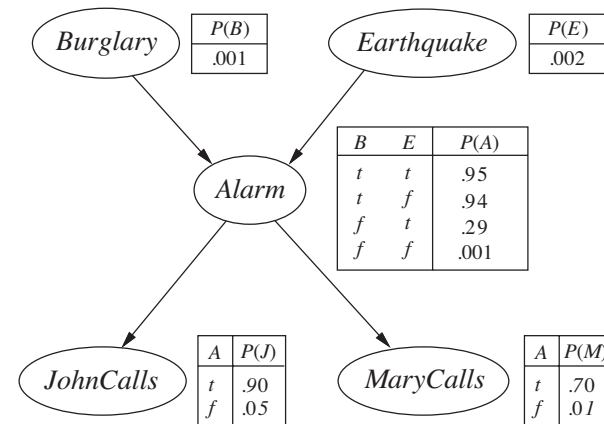 Burglary
P(B)
.001
Earthquake
P(E)
.002
Alarm
B E P(A)
t t .95
t f .94
f t .29
f f .001
JohnCalls
A P(J)
t .90
f .05
MaryCalls
A P(M)
t .70
f .01